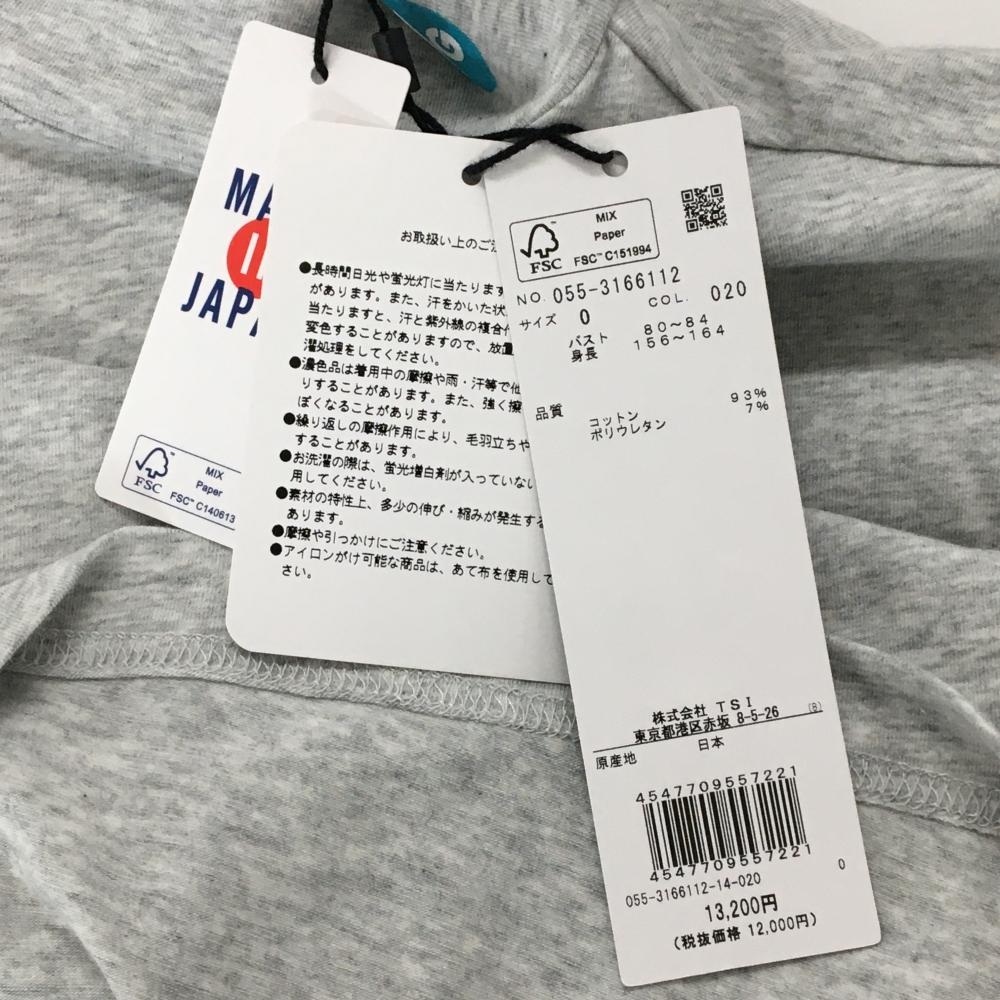 G
MA
I
JAPA
FSC™
MIX
Paper
FSC™ C140613
お取扱い上のご注
●長時間日光や蛍光灯に当たります
があります。また、汗をかいた状
当たりますと、汗と紫外線の複合作
変色することがありますので、放置
濯処理をしてください。
●濃色品は着用中の摩擦や雨・汗等で他
りすることがあります。また、強く擦
ぽくなることがあります。
●繰り返しの摩擦作用により、毛羽立ちや
することがあります。
●お洗濯の際は、蛍光増白剤が入っていない
用してください。
●素材の特性上、多少の伸び・縮みが発生する
あります。
●摩擦や引っかけにご注意ください。
●アイロンがけ可能な商品は、あて布を使用して
さい。
FSC™
MIX
Paper
FSC™ C151994
NO. 055-3166112
サイズ 0 COL. 020
バスト 80～84
身長 156～164
品質 コットン 93%
ポリウレタン 7%
株式会社 TSI
東京都港区赤坂 8-5-26 (B)
原産地 日本
4547709557221
4547709557221
055-3166112-14-020 0
13,200円
(税抜価格 12,000円)